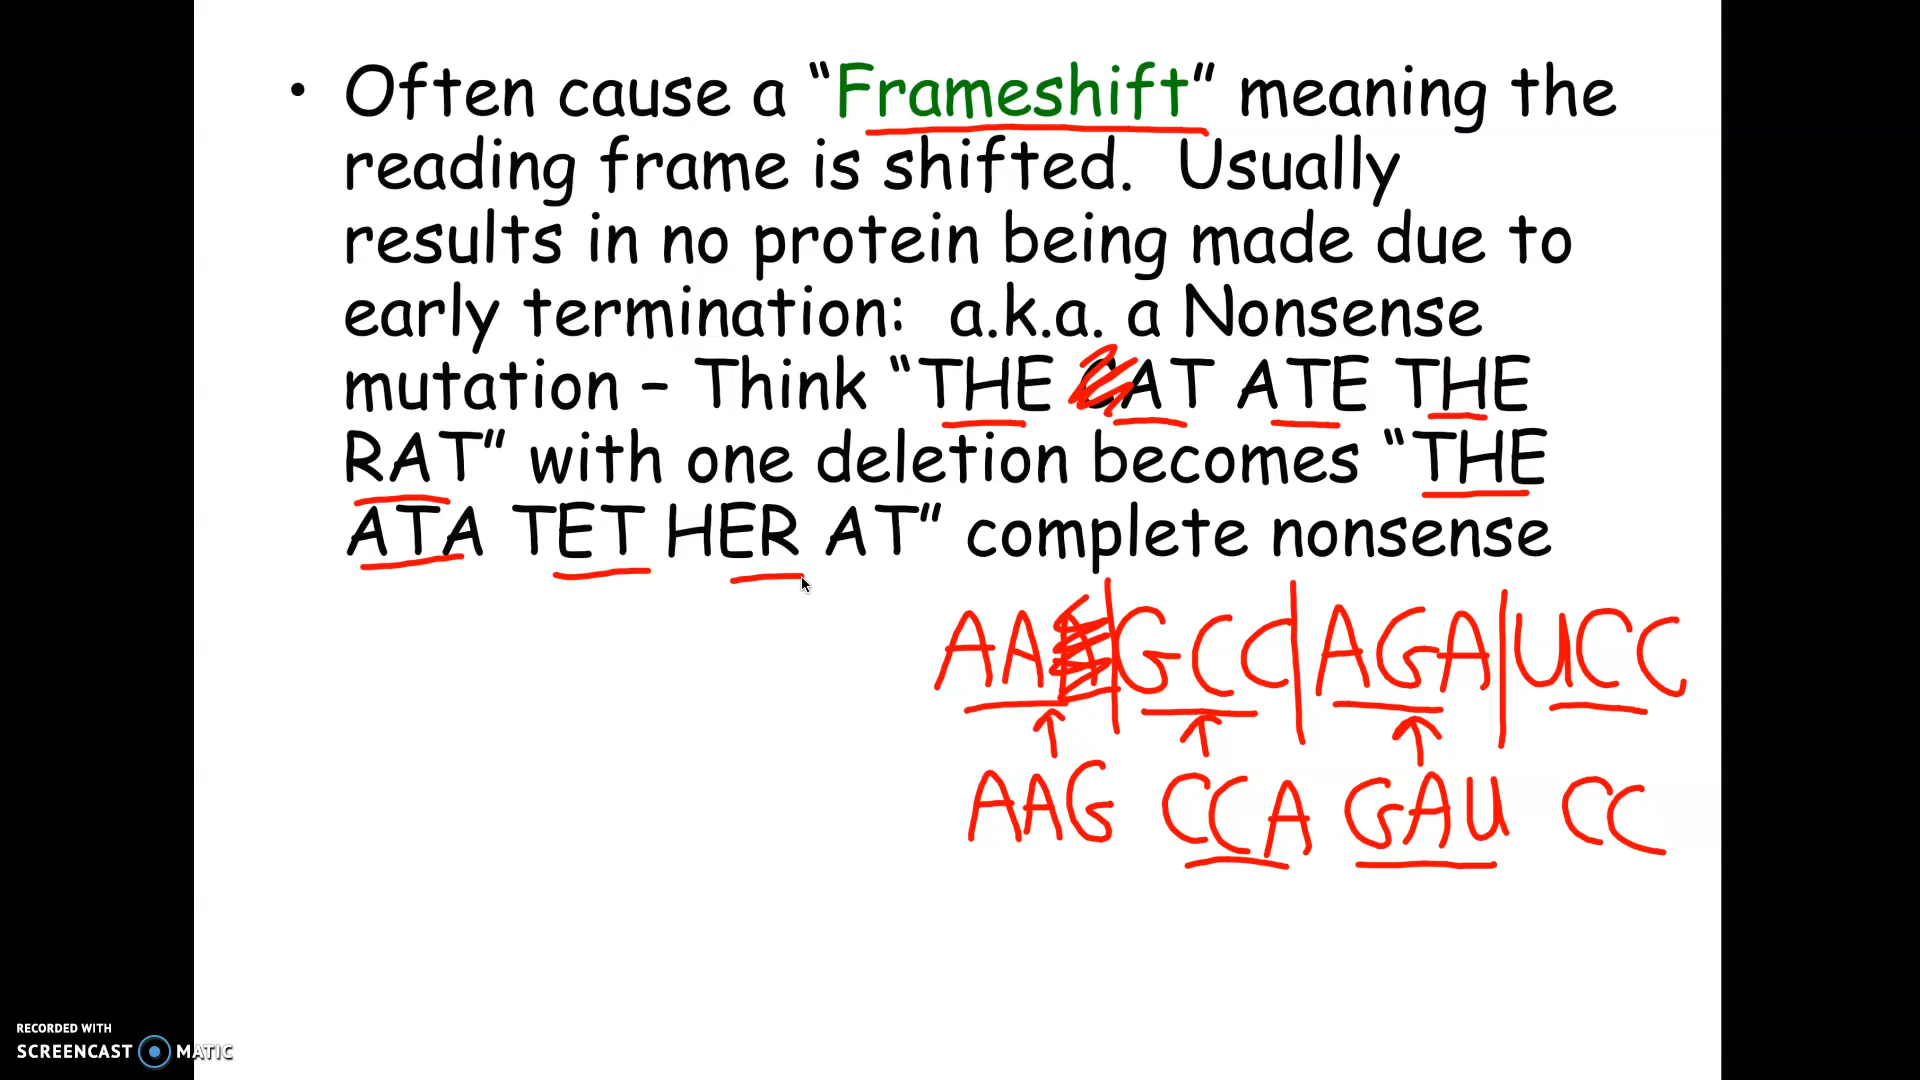 • Often cause a “Frameshift” meaning the
reading frame is shifted.  Usually
results in no protein being made due to
early termination:  a.k.a. a Nonsense
mutation – Think “THE CAT ATE THE
RAT” with one deletion becomes “THE
ATA TET HER AT” complete nonsense
AAA|GCC|AGA|UCC
AAG CCA GAU CC
RECORDED WITH
SCREENCAST MATIC